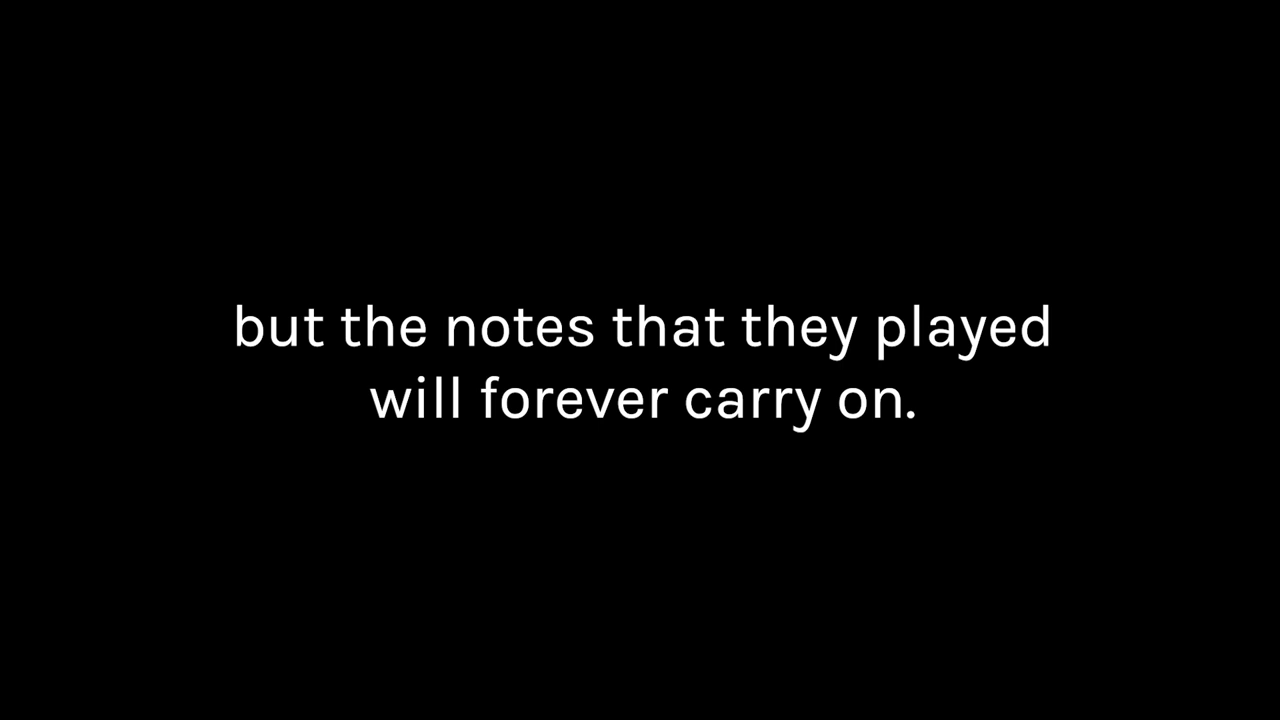 but the notes that they played
will forever carry on.